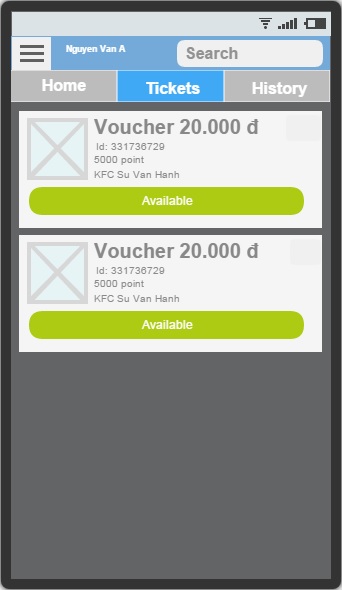 Nguyen Van A
Search
Home
Tickets
History
Voucher 20.000 đ
Id: 331736729
5000 point
KFC Su Van Hanh
Available
Voucher 20.000 đ
Id: 331736729
5000 point
KFC Su Van Hanh
Available